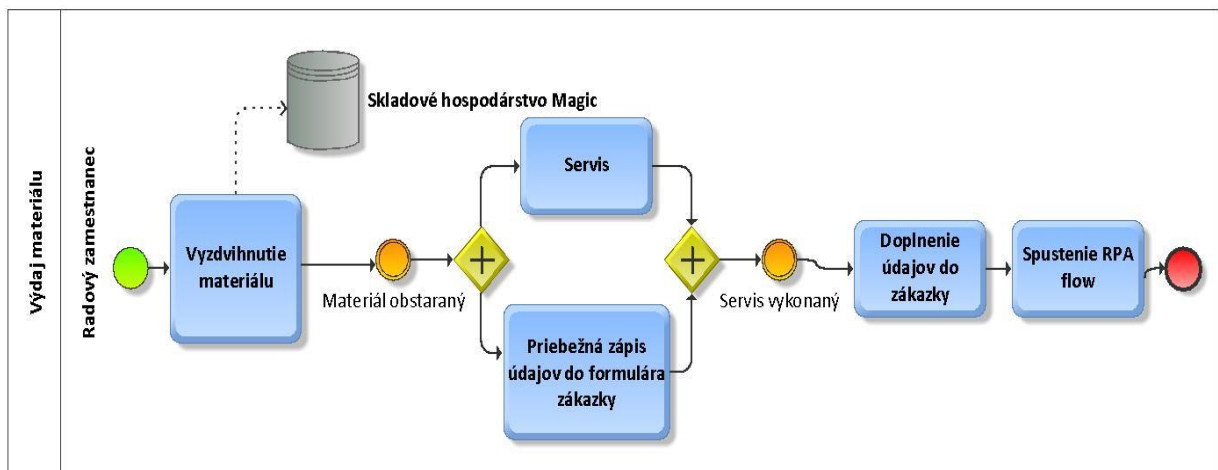 Výdaj materiálu
Radový zamestnanec
Skladové hospodárstvo Magic
Vyzdvihnutie
materiálu
Materiál obstaraný
Servis
Priebežná zápis
údajov do formulára
zákazky
Servis vykonaný
Doplnenie
údajov do
zákazky
Spustenie RPA
flow